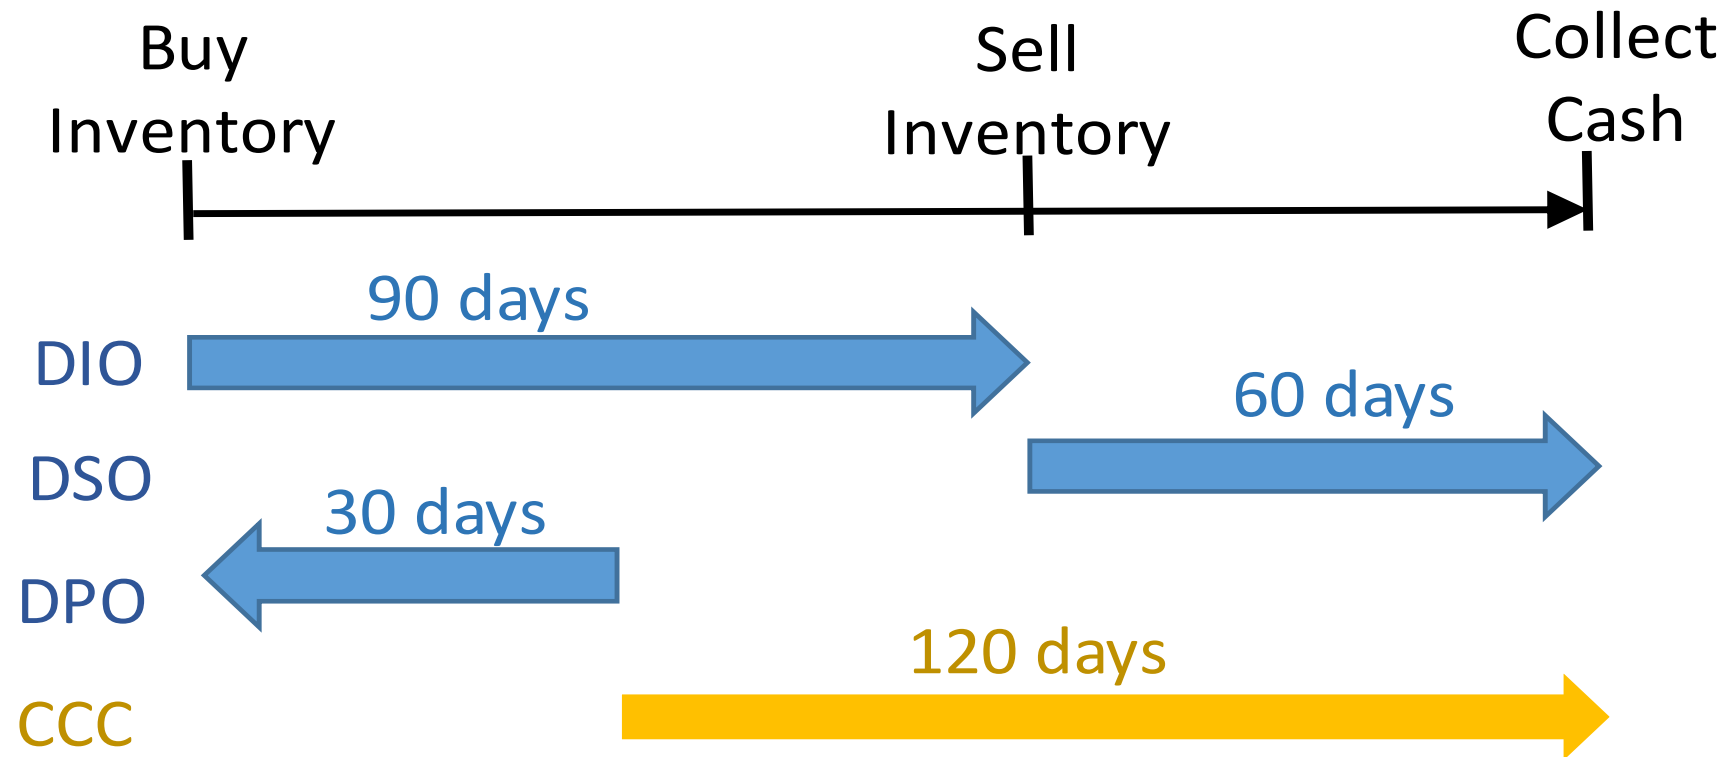 Buy
Inventory
Sell
Inventory
Collect
Cash
90 days
DIO
60 days
DSO
30 days
DPO
120 days
CCC